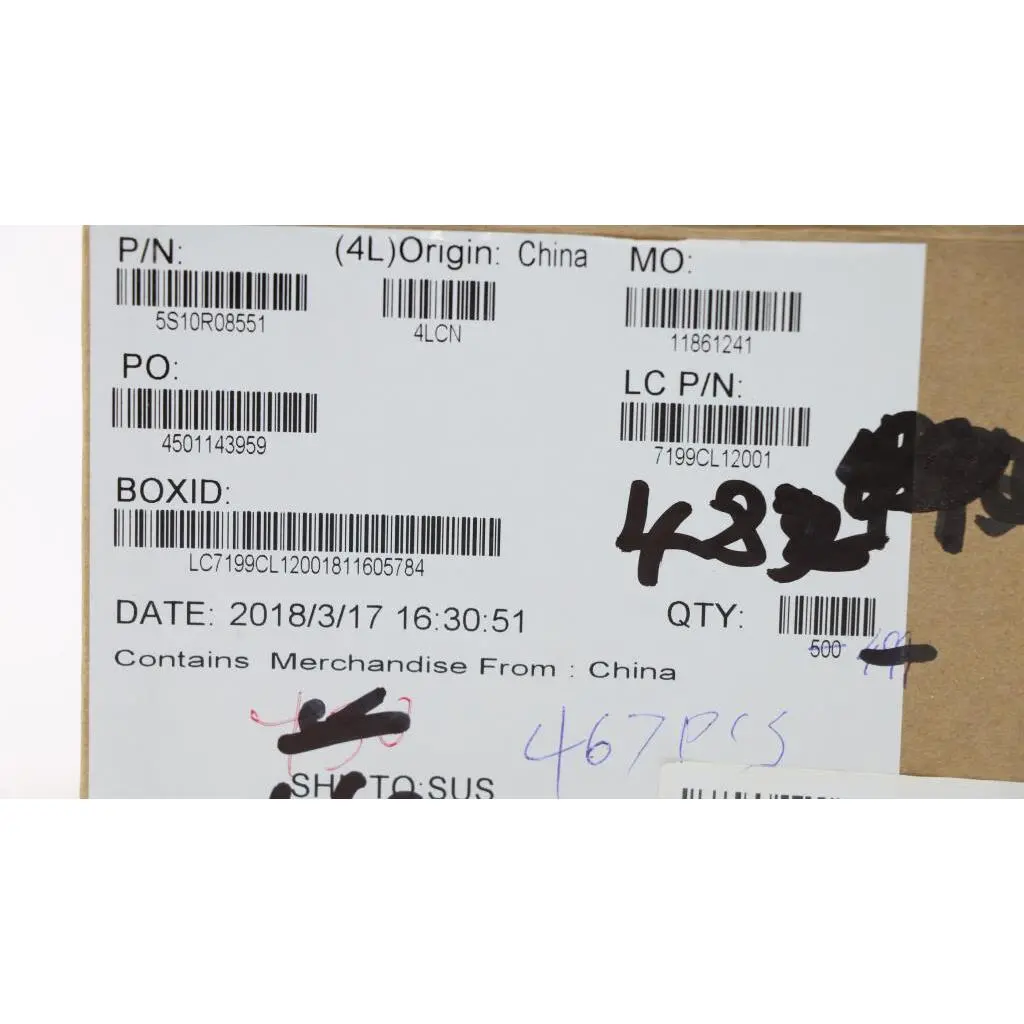 P/N: (4L)Origin: China MO:
5S10R08551 4LCN 11861241
PO: LC P/N:
4501143959 7199CL12001
BOXID:
LC7199CL12001811605784
DATE: 2018/3/17 16:30:51 QTY:
500
Contains Merchandise From : China
467PCS
TO:SUS